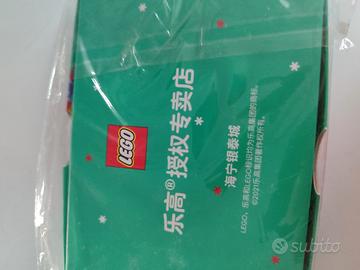 LEGO
乐高®授权专卖店
海宁银泰城
LEGO、乐高和LEGO标识均为乐高集团的商标。
©2021乐高集团著作权所有。
subito